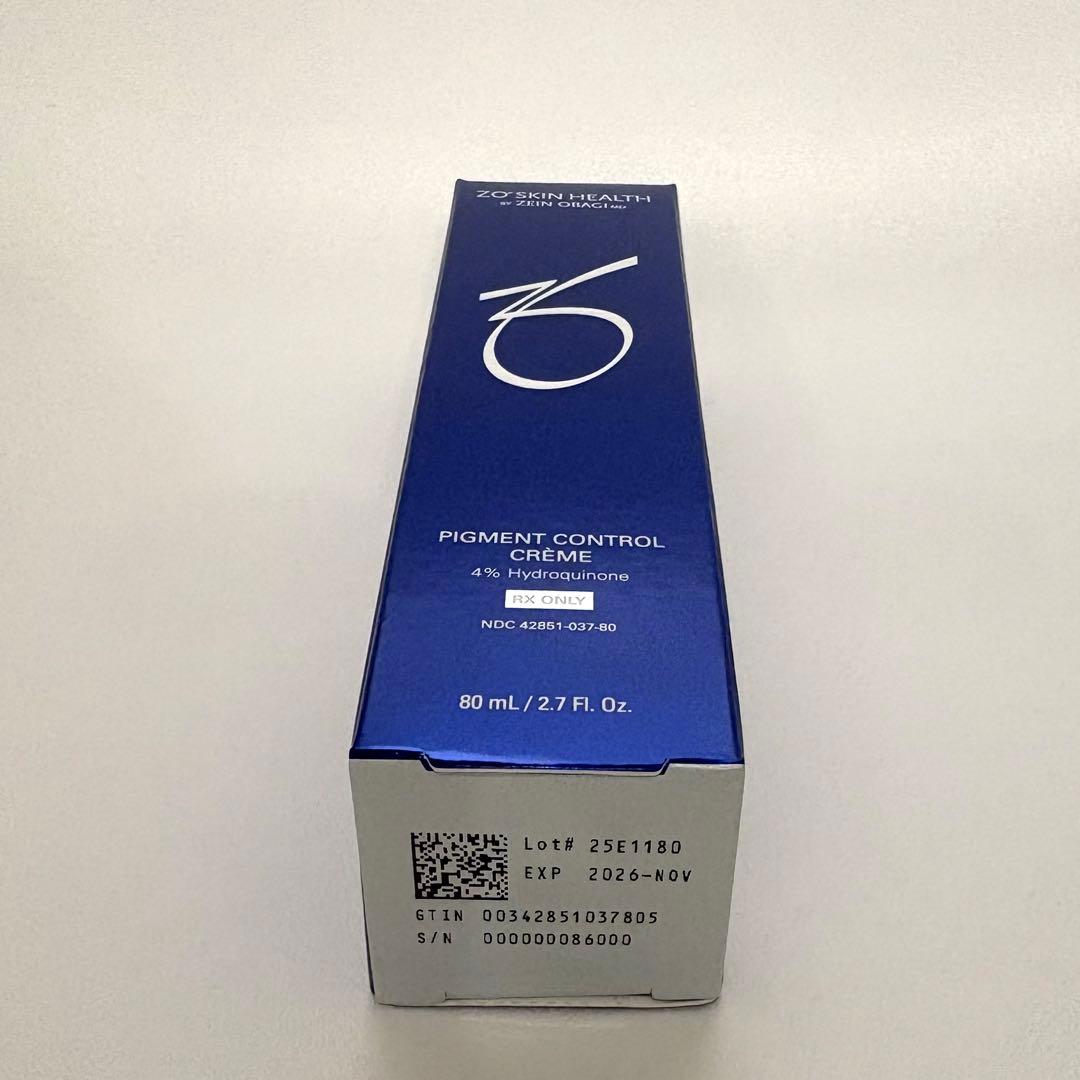 ZO® SKIN HEALTH
BY ZEIN OBAGI MD
PIGMENT CONTROL
CRÈME
4% Hydroquinone
RX ONLY
NDC 42851-037-80
80 mL / 2.7 Fl. Oz.
Lot# 25E1180
EXP 2026-NOV
GTIN 00342851037805
S/N 000000086000